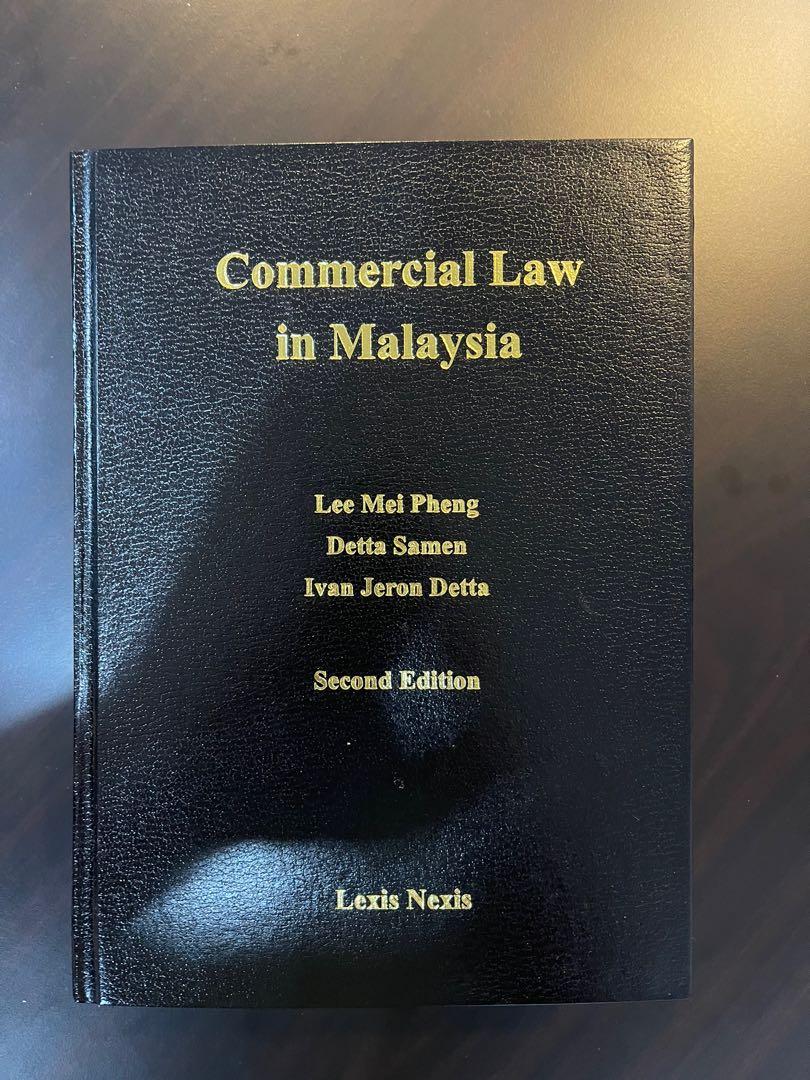 Commercial Law
in Malaysia
Lee Mei Pheng
Detta Samen
Ivan Jeron Detta
Second Edition
Lexis Nexis